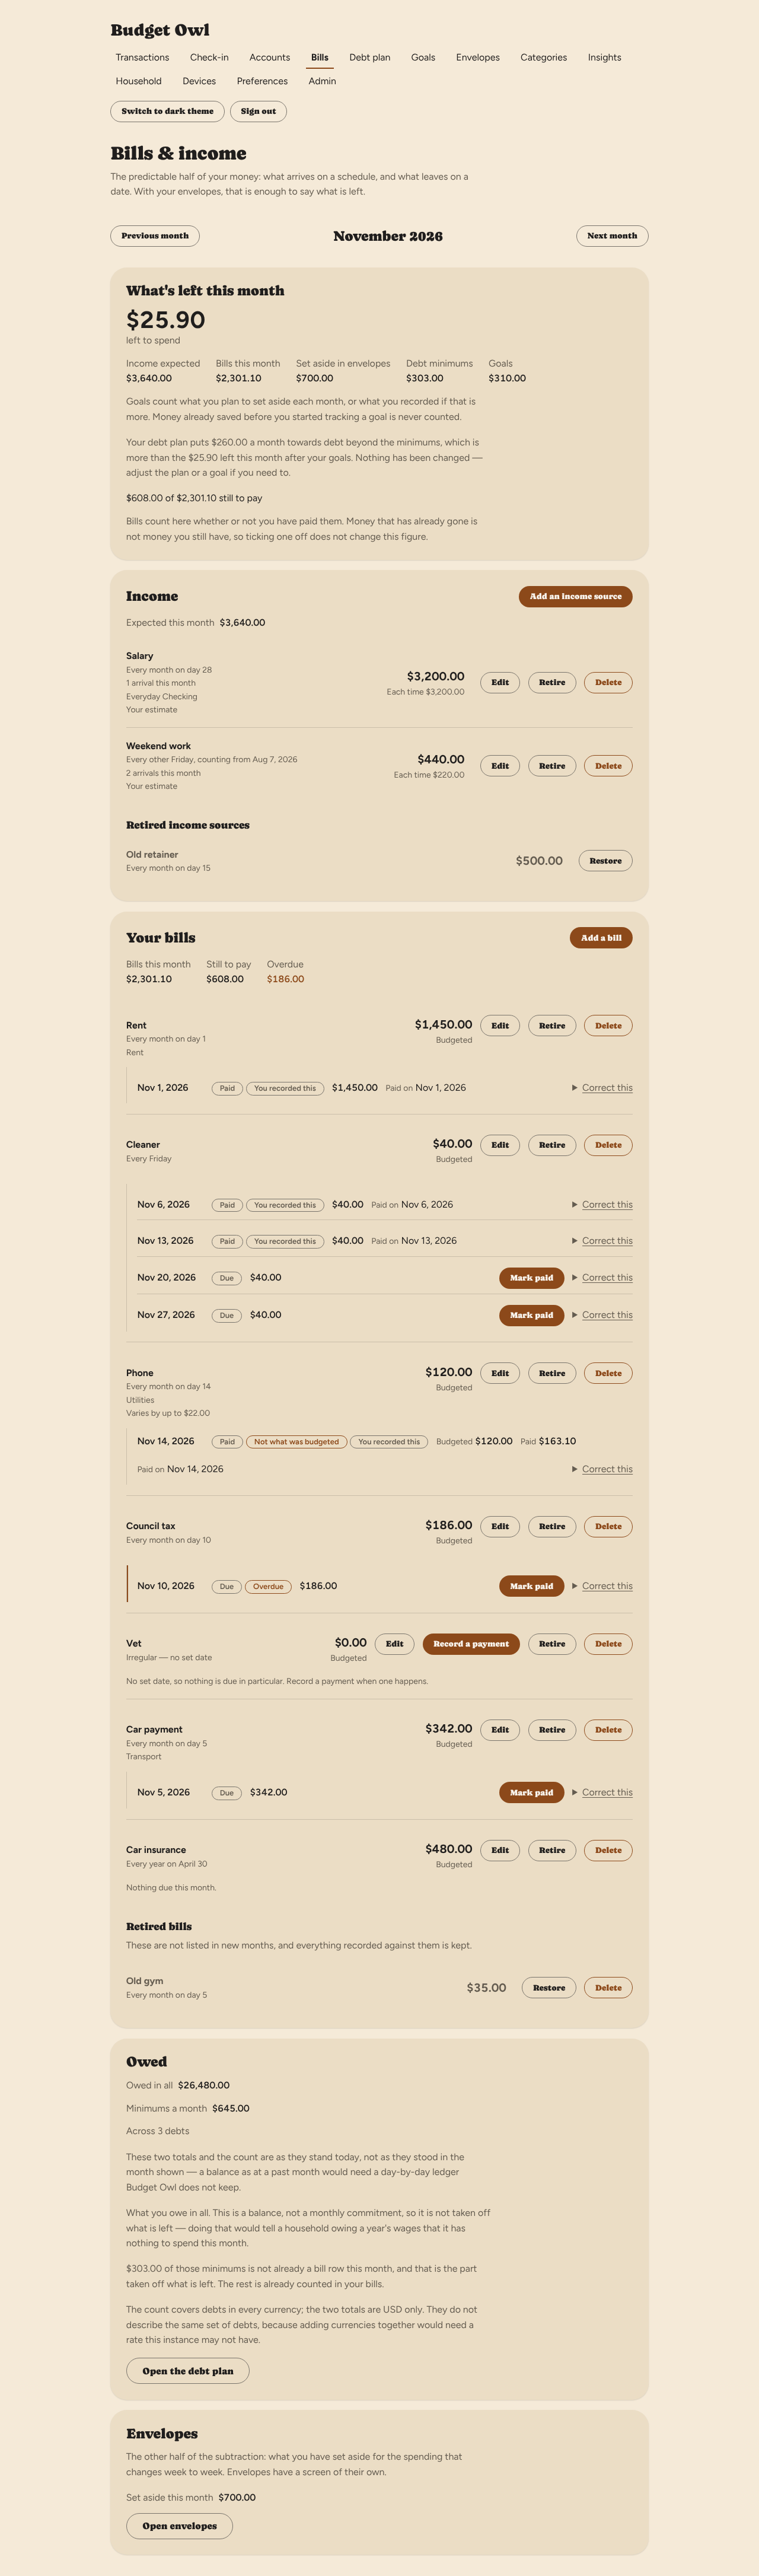 Budget Owl
Transactions Check-in Accounts Bills Debt plan Goals Envelopes Categories Insights
Household Devices Preferences Admin
Switch to dark theme Sign out
Bills & income
The predictable half of your money: what arrives on a schedule, and what leaves on a
date. With your envelopes, that is enough to say what is left.
Previous month November 2026 Next month
What's left this month
$25.90
left to spend
Income expected Bills this month Set aside in envelopes Debt minimums Goals
$3,640.00 $2,301.10 $700.00 $303.00 $310.00
Goals count what you plan to set aside each month, or what you recorded if that is
more. Money already saved before you started tracking a goal is never counted.
Your debt plan puts $260.00 a month towards debt beyond the minimums, which is
more than the $25.90 left this month after your goals. Nothing has been changed —
adjust the plan or a goal if you need to.
$608.00 of $2,301.10 still to pay
Bills count here whether or not you have paid them. Money that has already gone is
not money you still have, so ticking one off does not change this figure.
Income Add an income source
Expected this month $3,640.00
Salary
Every month on day 28
1 arrival this month
Everyday Checking
Your estimate
$3,200.00
Each time $3,200.00
Edit Retire Delete
Weekend work
Every other Friday, counting from Aug 7, 2026
2 arrivals this month
Your estimate
$440.00
Each time $220.00
Edit Retire Delete
Retired income sources
Old retainer
Every month on day 15
$500.00 Restore
Your bills Add a bill
Bills this month Still to pay Overdue
$2,301.10 $608.00 $186.00
Rent
Every month on day 1
Rent
$1,450.00
Budgeted
Edit Retire Delete
Nov 1, 2026 Paid You recorded this $1,450.00 Paid on Nov 1, 2026 Correct this
Cleaner
Every Friday
$40.00
Budgeted
Edit Retire Delete
Nov 6, 2026 Paid You recorded this $40.00 Paid on Nov 6, 2026 Correct this
Nov 13, 2026 Paid You recorded this $40.00 Paid on Nov 13, 2026 Correct this
Nov 20, 2026 Due $40.00 Mark paid Correct this
Nov 27, 2026 Due $40.00 Mark paid Correct this
Phone
Every month on day 14
Utilities
Varies by up to $22.00
$120.00
Budgeted
Edit Retire Delete
Nov 14, 2026 Paid Not what was budgeted You recorded this Budgeted $120.00 Paid $163.10
Paid on Nov 14, 2026 Correct this
Council tax
Every month on day 10
$186.00
Budgeted
Edit Retire Delete
Nov 10, 2026 Due Overdue $186.00 Mark paid Correct this
Vet
Irregular — no set date
$0.00
Budgeted
Edit Record a payment Retire Delete
No set date, so nothing is due in particular. Record a payment when one happens.
Car payment
Every month on day 5
Transport
$342.00
Budgeted
Edit Retire Delete
Nov 5, 2026 Due $342.00 Mark paid Correct this
Car insurance
Every year on April 30
$480.00
Budgeted
Edit Retire Delete
Nothing due this month.
Retired bills
These are not listed in new months, and everything recorded against them is kept.
Old gym
Every month on day 5
$35.00 Restore Delete
Owed
Owed in all $26,480.00
Minimums a month $645.00
Across 3 debts
These two totals and the count are as they stand today, not as they stood in the
month shown — a balance as at a past month would need a day-by-day ledger
Budget Owl does not keep.
What you owe in all. This is a balance, not a monthly commitment, so it is not taken off
what is left — doing that would tell a household owing a year's wages that it has
nothing to spend this month.
$303.00 of those minimums is not already a bill row this month, and that is the part
taken off what is left. The rest is already counted in your bills.
The count covers debts in every currency; the two totals are USD only. They do not
describe the same set of debts, because adding currencies together would need a
rate this instance may not have.
Open the debt plan
Envelopes
The other half of the subtraction: what you have set aside for the spending that
changes week to week. Envelopes have a screen of their own.
Set aside this month $700.00
Open envelopes